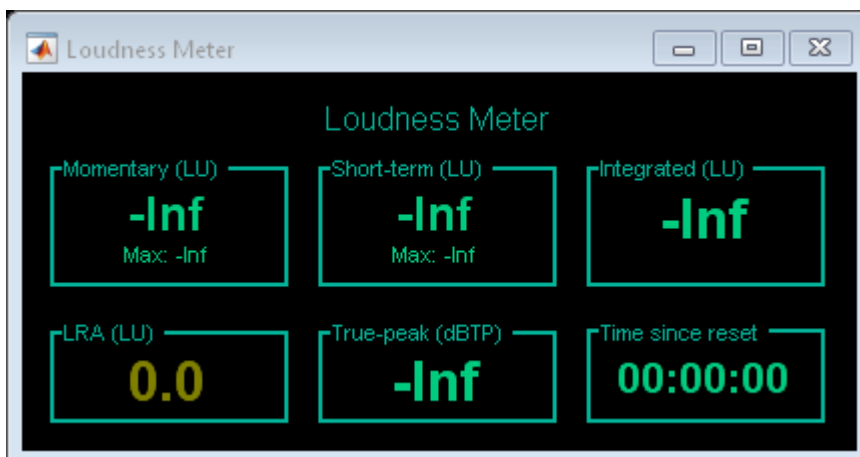 Loudness Meter
Loudness Meter
Momentary (LU)
-Inf
Max: -Inf
Short-term (LU)
-Inf
Max: -Inf
Integrated (LU)
-Inf
LRA (LU)
0.0
True-peak (dBTP)
-Inf
Time since reset
00:00:00